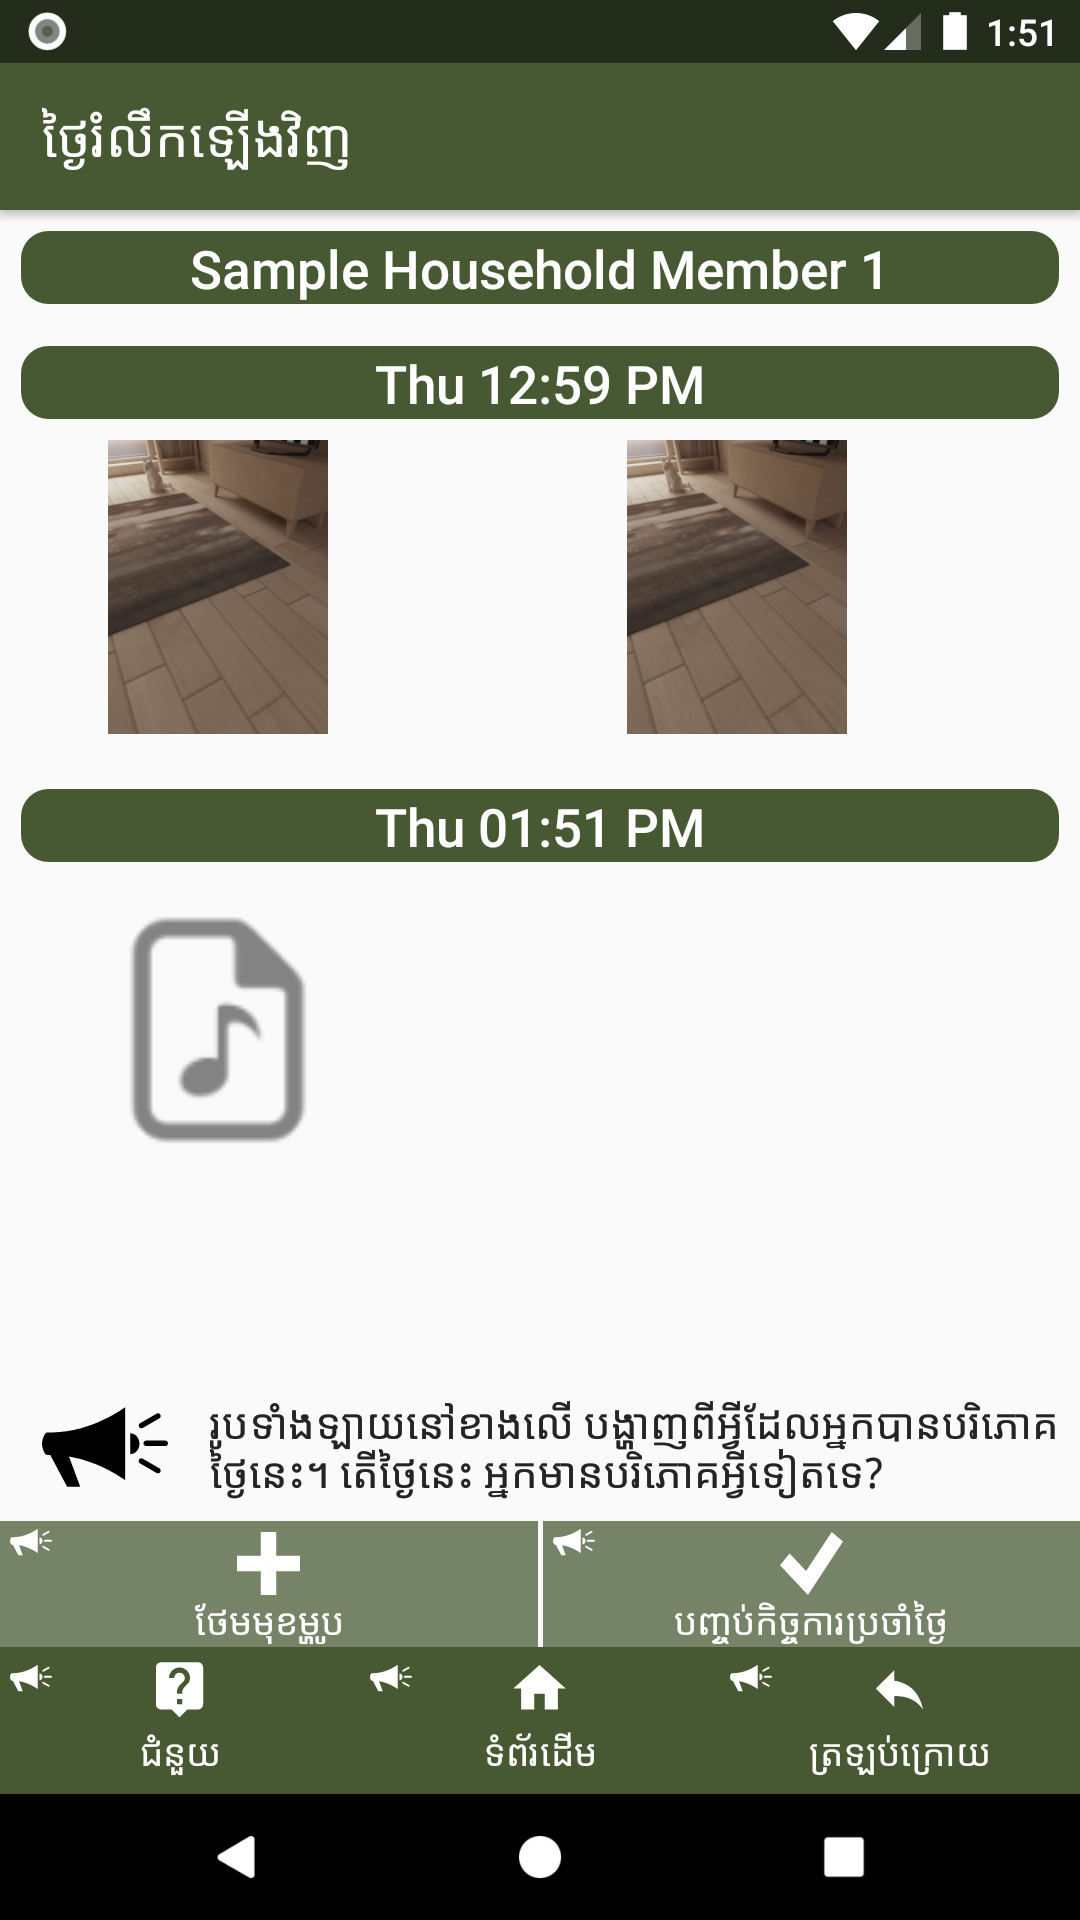 1:51
ថ្ងៃរំលឹកឡើងវិញ
Sample Household Member 1
Thu 12:59 PM
Thu 01:51 PM
រូបទាំងឡាយនៅខាងលើ បង្ហាញពីអ្វីដែលអ្នកបានបរិភោគ
ថ្ងៃនេះ។ តើថ្ងៃនេះ អ្នកមានបរិភោគអ្វីទៀតទេ?
ថែមមុខម្ហូប
បញ្ចប់កិច្ចការប្រចាំថ្ងៃ
ជំនួយ
ទំព័រដើម
ត្រឡប់ក្រោយ